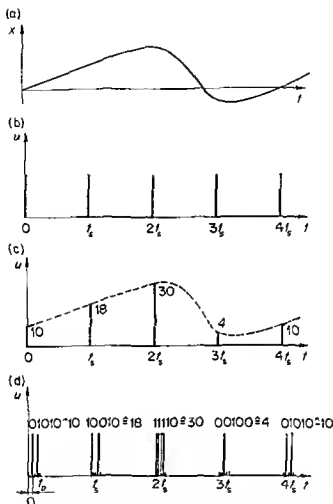 (a)
x
t
(b)
u
0 tₛ 2tₛ 3tₛ 4tₛ t
(c)
u
10 18 30 4 10
0 tₛ 2tₛ 3tₛ 4tₛ t
(d)
u
01010≙10 10010≙18 11110≙30 00100≙4 01010≙10
t₀ tₛ 2tₛ 3tₛ 4tₛ t
0